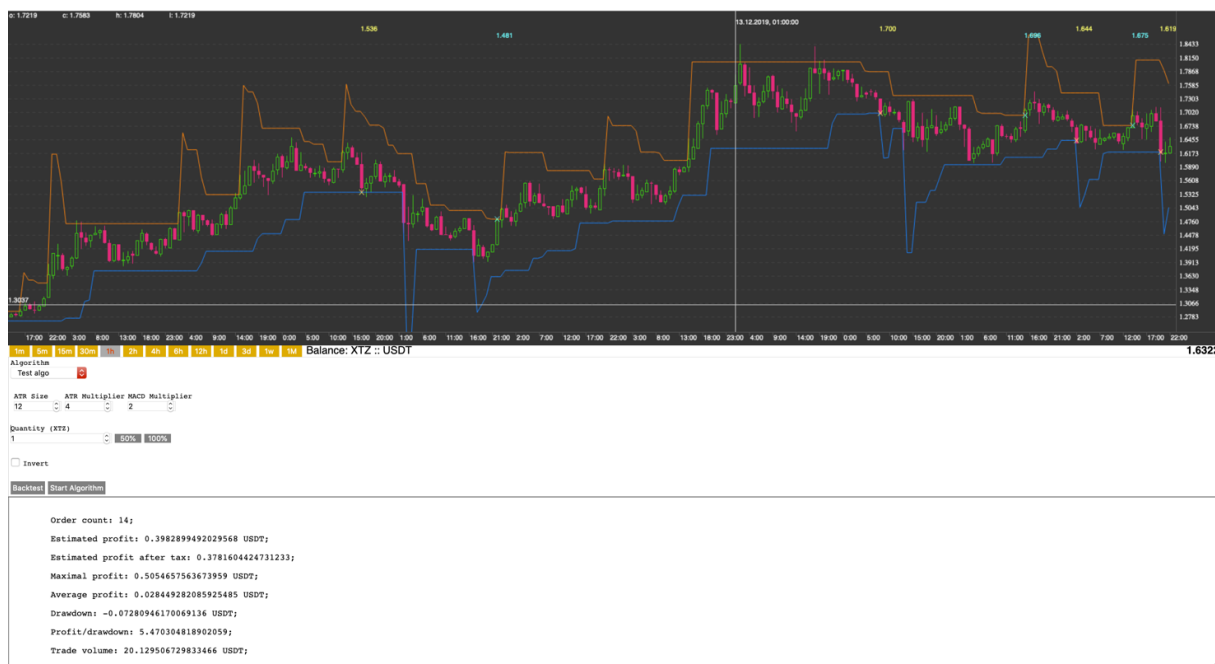 o: 1.7219 c: 1.7583 h: 1.7804 l: 1.7219
13.12.2019, 01:00:00
1.536 1.481 1.700 1.696 1.644 1.675 1.619
1.8433
1.8150
1.7868
1.7585
1.7303
1.7020
1.6738
1.6455
1.6173
1.5890
1.5608
1.5325
1.5043
1.4760
1.4478
1.4195
1.3913
1.3630
1.3348
1.3066
1.2783
1.3037
17:00 22:00 3:00 8:00 13:00 18:00 23:00 4:00 9:00 14:00 19:00 0:00 5:00 10:00 15:00 20:00 1:00 6:00 11:00 16:00 21:00 2:00 7:00 12:00 17:00 22:00 3:00 8:00 13:00 18:00 23:00 4:00 9:00 14:00 19:00 0:00 5:00 10:00 15:00 20:00 1:00 6:00 11:00 16:00 21:00 2:00 7:00 12:00 17:00 22:00
1m 5m 15m 30m 1h 2h 4h 6h 12h 1d 3d 1w 1M Balance: XTZ :: USDT 1.6322
Algorithm
Test algo
ATR Size ATR Multiplier MACD Multiplier
12 4 2
Quantity (XTZ)
1 50% 100%
Invert
Backtest Start Algorithm
Order count: 14;
Estimated profit: 0.3982899492029568 USDT;
Estimated profit after tax: 0.3781604424731233;
Maximal profit: 0.5054657563673959 USDT;
Average profit: 0.028449282085925485 USDT;
Drawdown: -0.07280946170069136 USDT;
Profit/drawdown: 5.470304818902059;
Trade volume: 20.129506729833466 USDT;